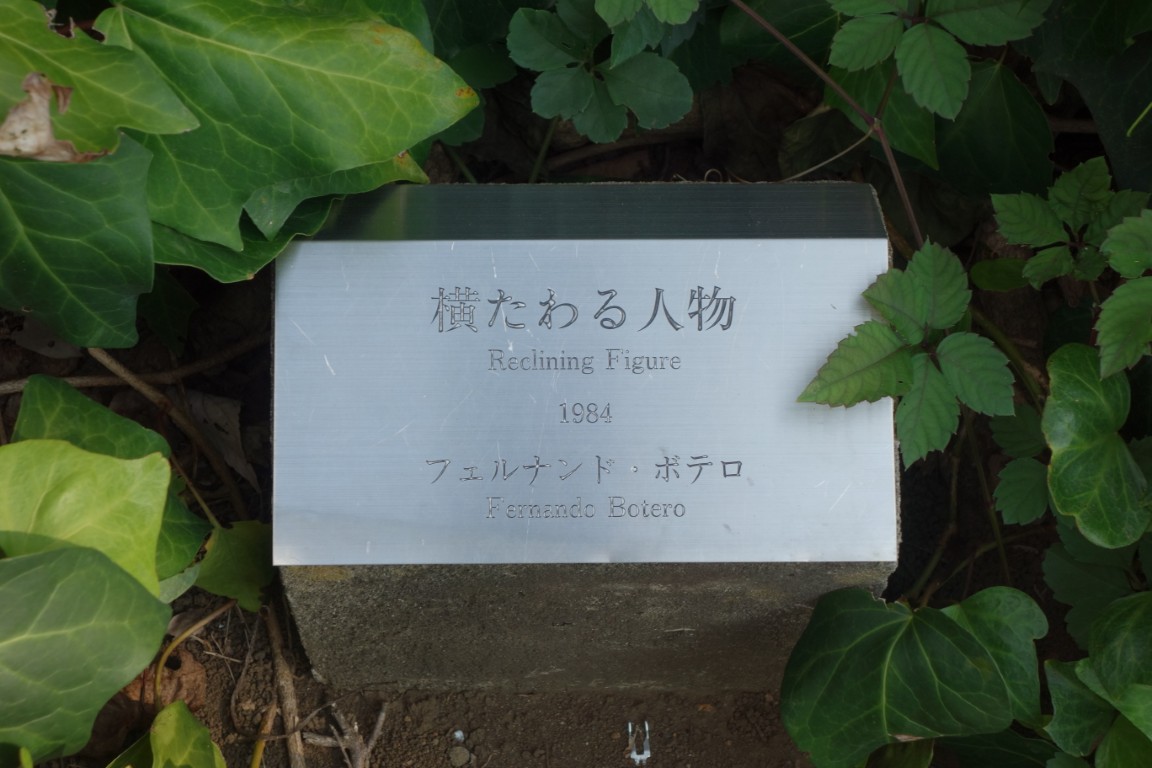 横たわる人物
Reclining Figure
1984
フェルナンド・ボテロ
Fernando Botero